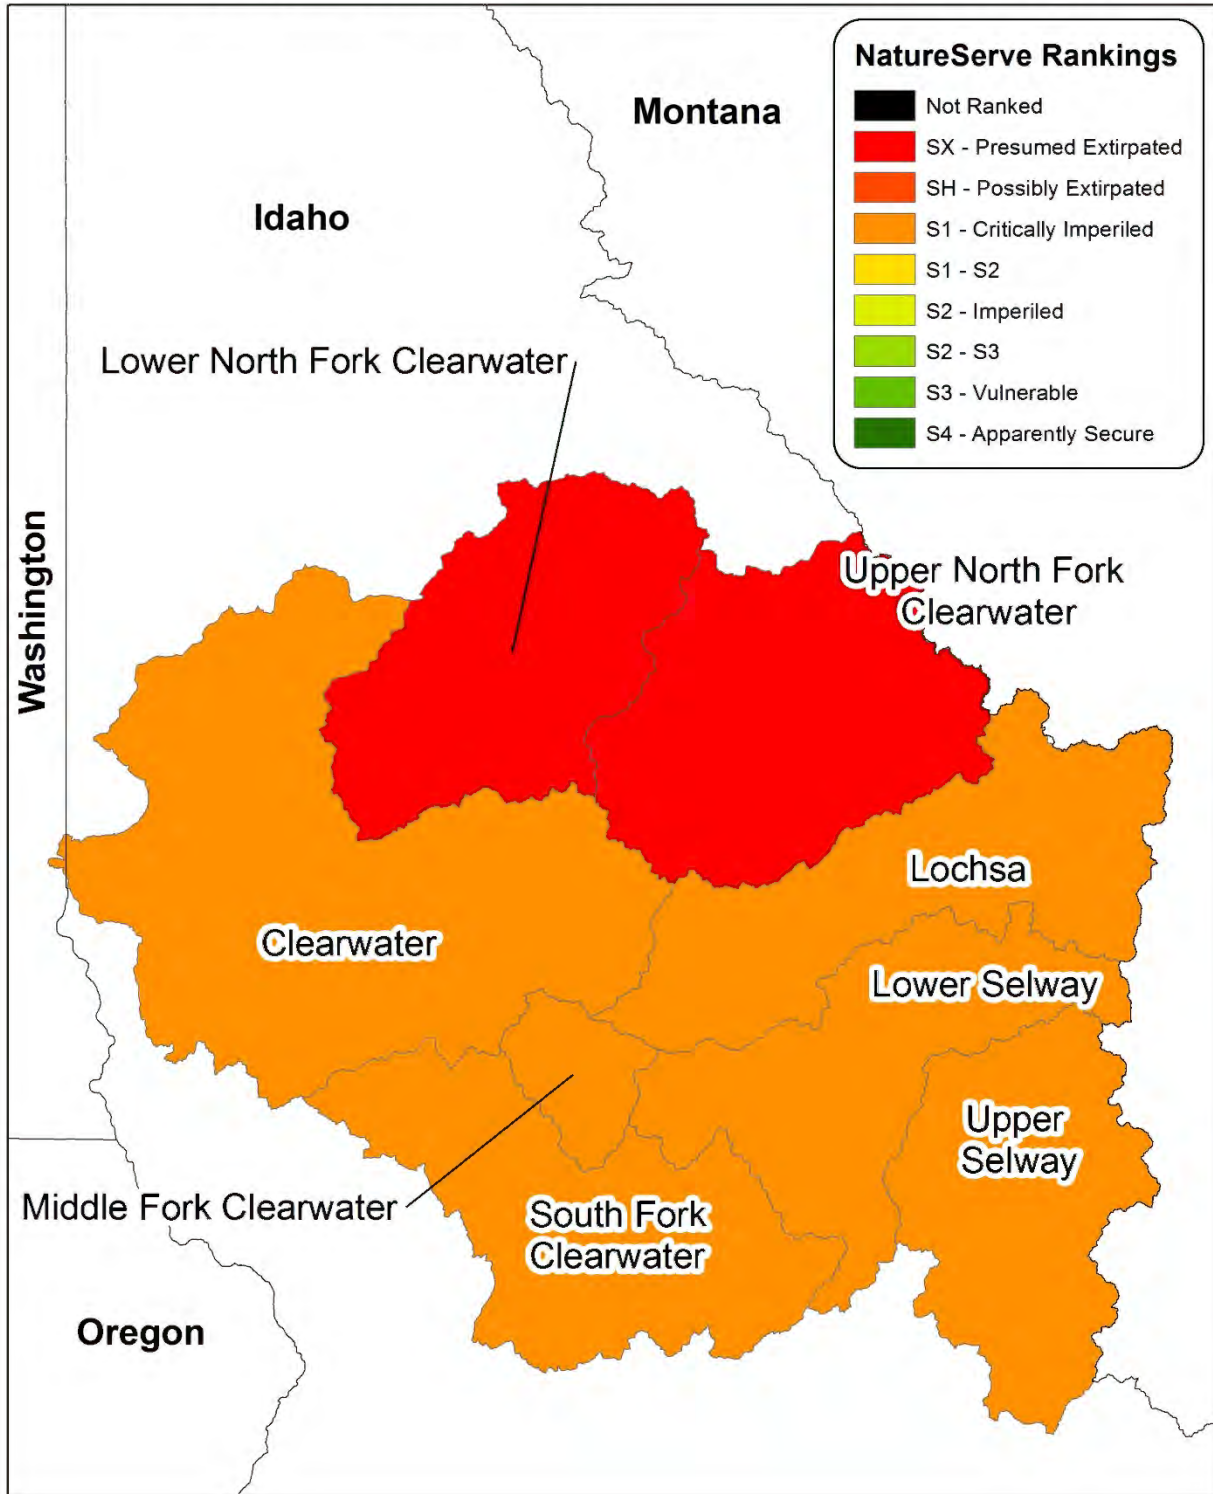 NatureServe Rankings
Not Ranked
SX - Presumed Extirpated
SH - Possibly Extirpated
S1 - Critically Imperiled
S1 - S2
S2 - Imperiled
S2 - S3
S3 - Vulnerable
S4 - Apparently Secure
Montana
Idaho
Lower North Fork Clearwater
Washington
Upper North Fork
Clearwater
Lochsa
Clearwater
Lower Selway
Upper
Selway
Middle Fork Clearwater
South Fork
Clearwater
Oregon